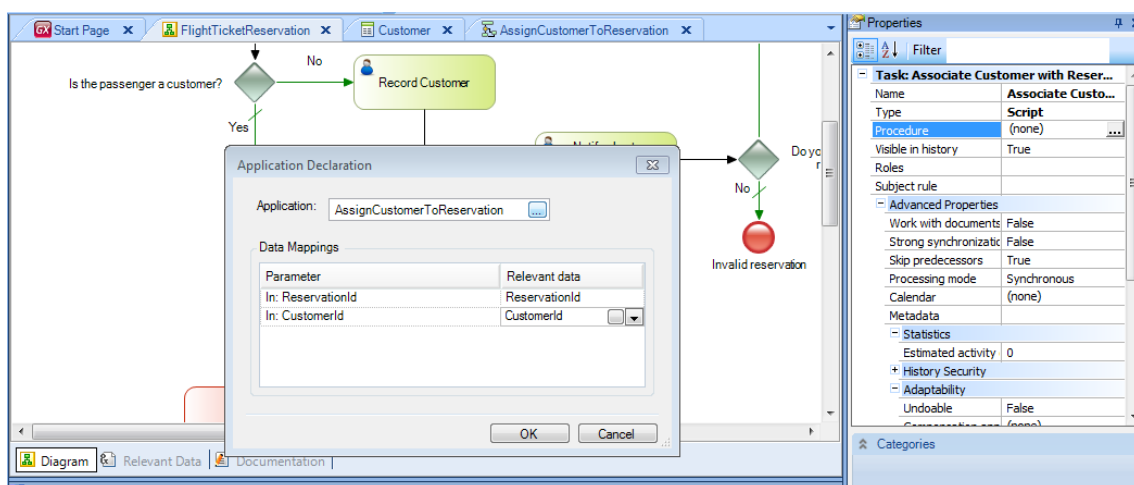 Start Page
FlightTicketReservation
Customer
AssignCustomerToReservation
Is the passenger a customer?
No
Record Customer
Yes
Do yo
r
No
Invalid reservation
Application Declaration
Application: AssignCustomerToReservation ...
Data Mappings
Parameter Relevant data
In: ReservationId ReservationId
In: CustomerId CustomerId
OK Cancel
Diagram Relevant Data Documentation
Properties
Filter
Task: Associate Customer with Reser...
Name Associate Custo...
Type Script
Procedure (none) ...
Visible in history True
Roles
Subject rule
Advanced Properties
Work with documents False
Strong synchronizatic False
Skip predecessors True
Processing mode Synchronous
Calendar (none)
Metadata
Statistics
Estimated activity 0
History Security
Adaptability
Undoable False
(none)
Categories